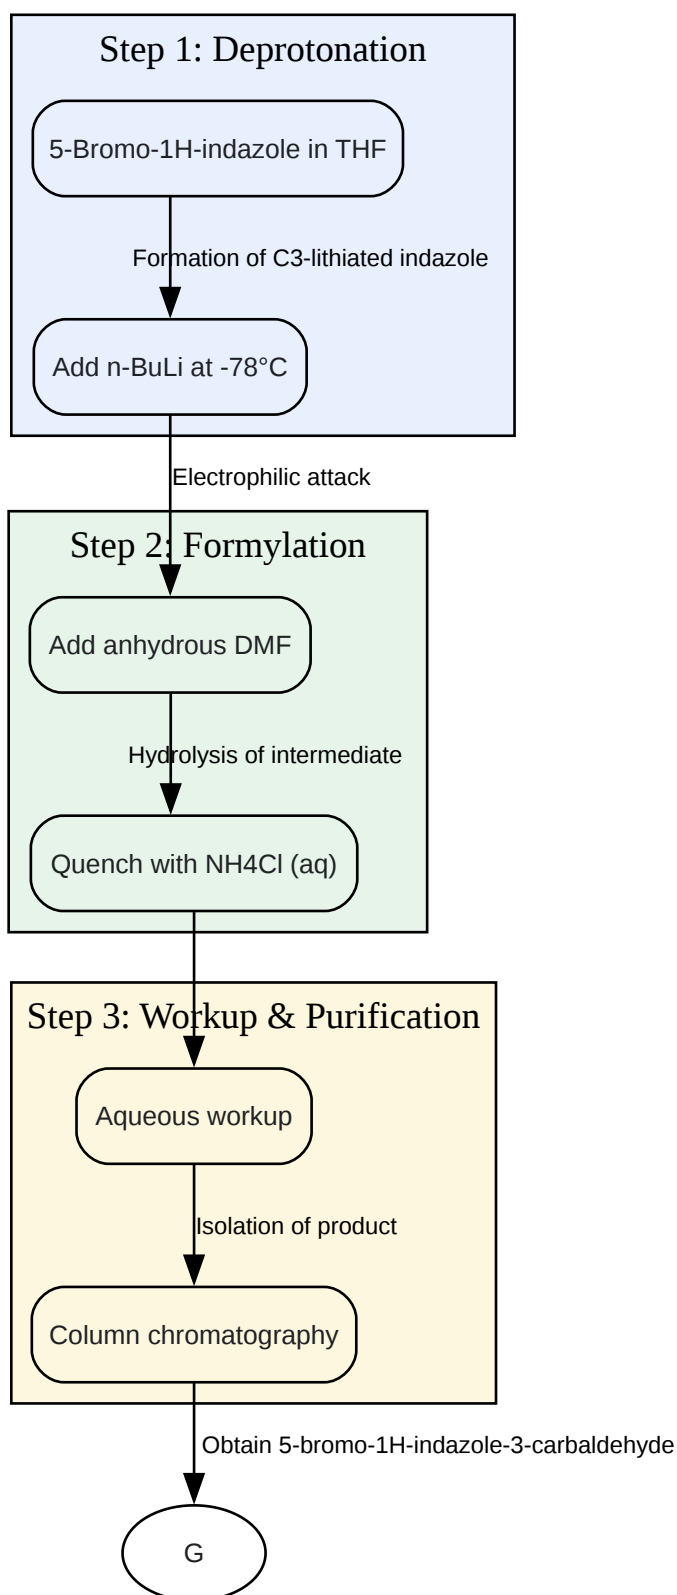 Step 1: Deprotonation
5-Bromo-1H-indazole in THF
Formation of C3-lithiated indazole
Add n-BuLi at -78°C
Electrophilic attack
Step 2: Formylation
Add anhydrous DMF
Hydrolysis of intermediate
Quench with NH4Cl (aq)
Step 3: Workup & Purification
Aqueous workup
Isolation of product
Column chromatography
Obtain 5-bromo-1H-indazole-3-carbaldehyde
G